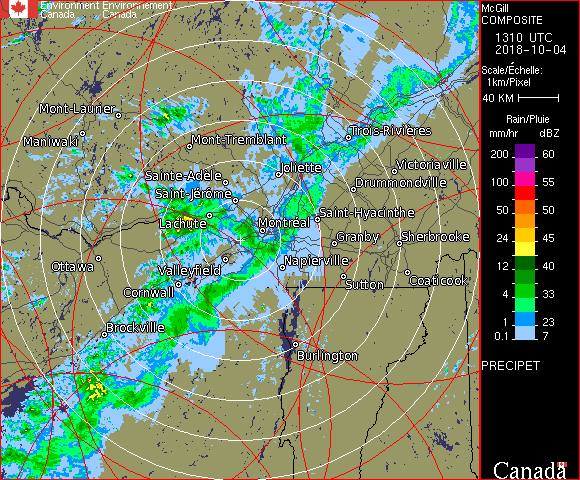 Environment Environnement
Canada Canada
McGill
COMPOSITE
1310 UTC
2018-10-04
Scale/Échelle:
1km/Pixel
40 KM
Rain/Pluie
mm/hr dBZ
200 60
100 55
50 50
24 45
12 40
4 33
1 23
0.1 7
PRECIPET
Canada
Mont-Laurier
Maniwaki
Mont-Tremblant
Trois-Rivières
Joliette
Victoriaville
Sainte-Adèle
Drummondville
Saint-Jérôme
Saint-Hyacinthe
Lachute
Montréal
Granby
Sherbrooke
Ottawa
Valleyfield
Napierville
Cornwall
Sutton
Coaticook
Brockville
Burlington